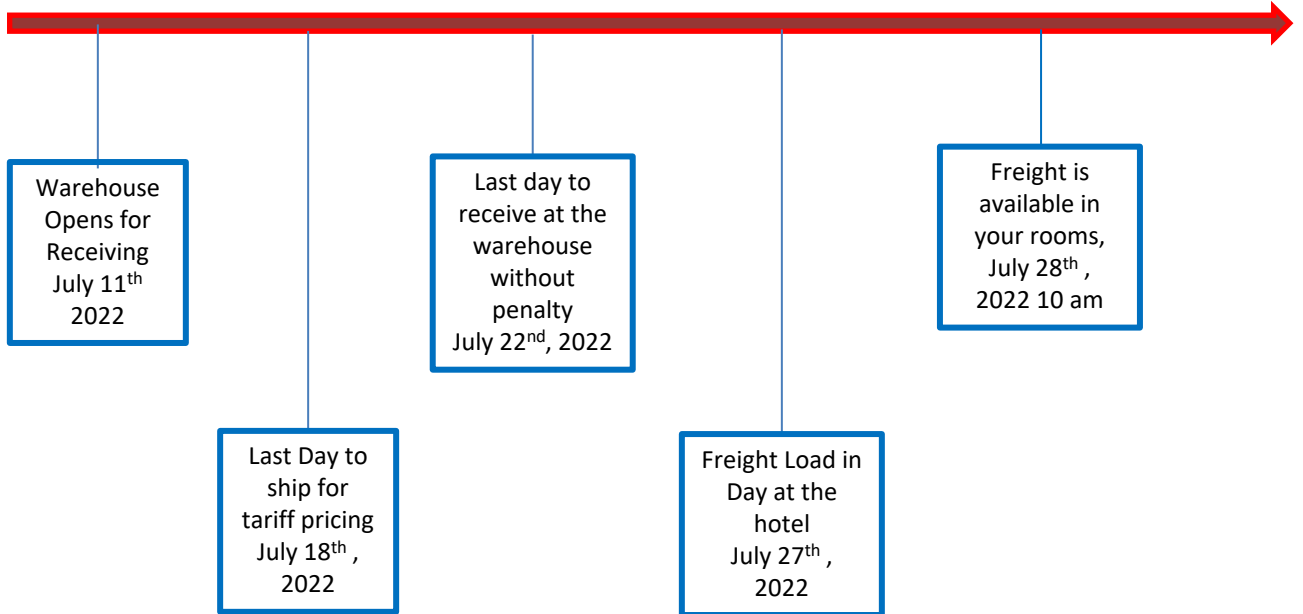 Warehouse
Opens for
Receiving
July 11th
2022
Last Day to
ship for
tariff pricing
July 18th ,
2022
Last day to
receive at the
warehouse
without
penalty
July 22nd, 2022
Freight Load in
Day at the
hotel
July 27th ,
2022
Freight is
available in
your rooms,
July 28th ,
2022 10 am